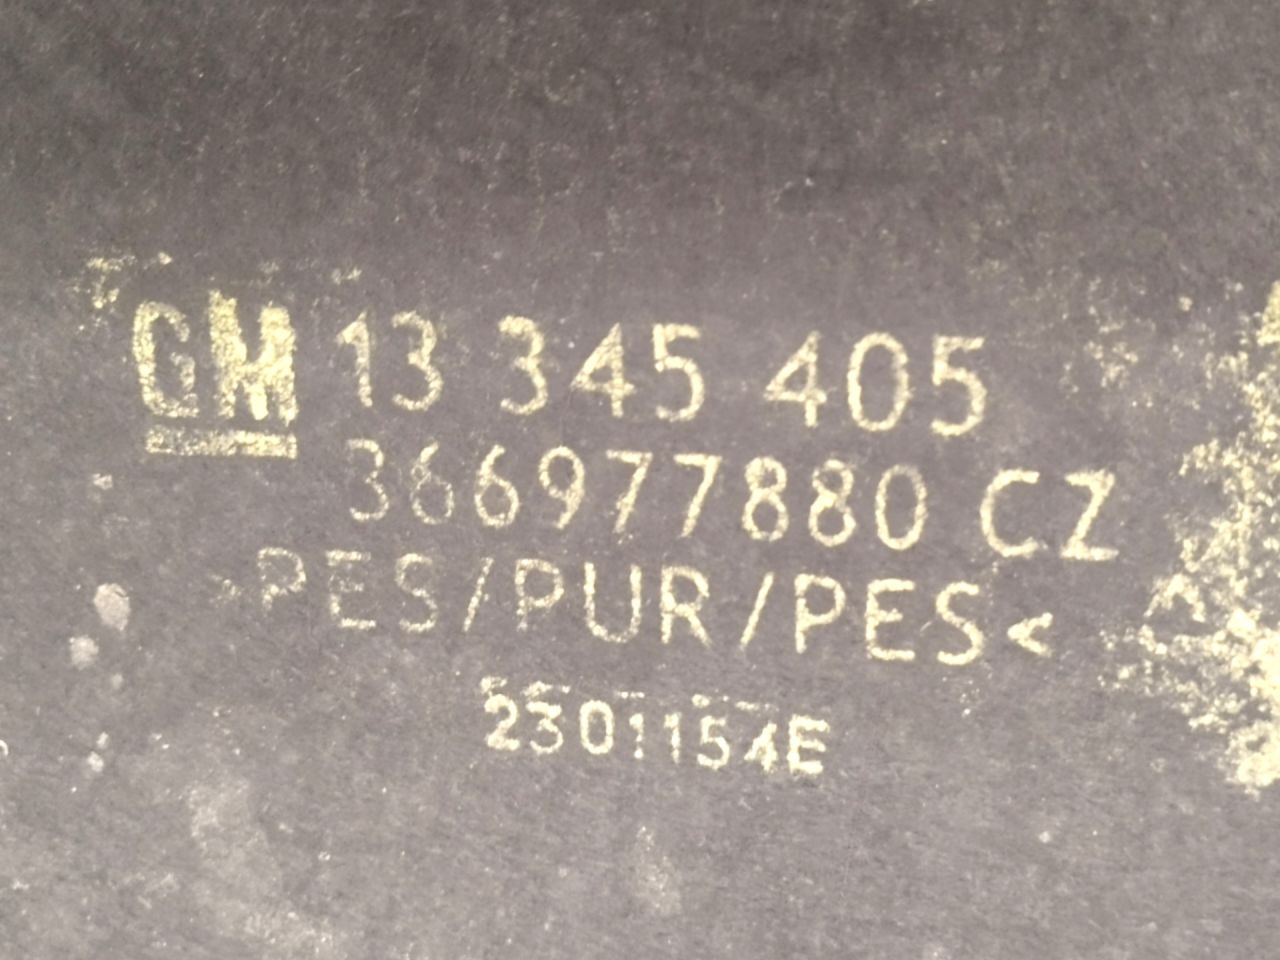 GM 13 345 405
366977880 CZ
>PES/PUR/PES<
2301154E